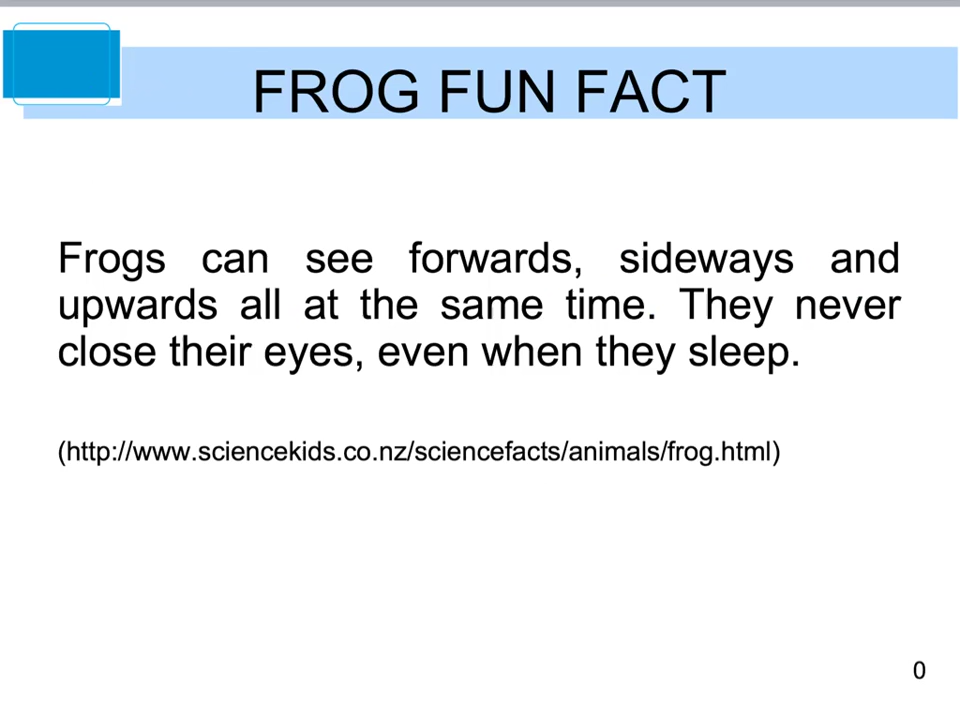 FROG FUN FACT
Frogs can see forwards, sideways and
upwards all at the same time. They never
close their eyes, even when they sleep.
(http://www.sciencekids.co.nz/sciencefacts/animals/frog.html)
0